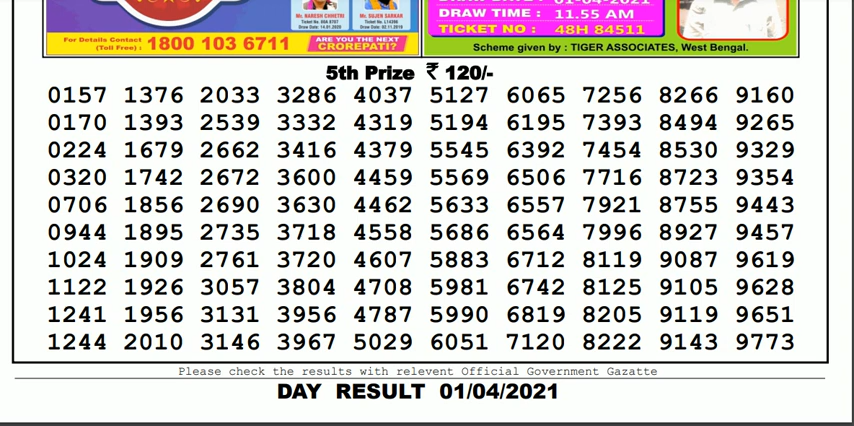 Mr. NARESH CHHETRI
Mr. SUJEN SARBAR
For Details Contact
(Toll Free) : 1800 103 6711
ARE YOU THE NEXT
CROREPATI?
DRAW TIME : 11.55 AM
TICKET NO : 48H 84511
Scheme given by : TIGER ASSOCIATES, West Bengal.
5th Prize ₹ 120/-
0157 1376 2033 3286 4037 5127 6065 7256 8266 9160
0170 1393 2539 3332 4319 5194 6195 7393 8494 9265
0224 1679 2662 3416 4379 5545 6392 7454 8530 9329
0320 1742 2672 3600 4459 5569 6506 7716 8723 9354
0706 1856 2690 3630 4462 5633 6557 7921 8755 9443
0944 1895 2735 3718 4558 5686 6564 7996 8927 9457
1024 1909 2761 3720 4607 5883 6712 8119 9087 9619
1122 1926 3057 3804 4708 5981 6742 8125 9105 9628
1241 1956 3131 3956 4787 5990 6819 8205 9119 9651
1244 2010 3146 3967 5029 6051 7120 8222 9143 9773
Please check the results with relevent Official Government Gazatte
DAY RESULT 01/04/2021